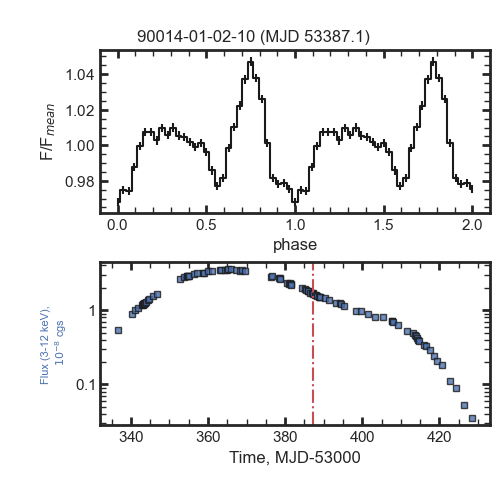 90014-01-02-10 (MJD 53387.1)
F/F_mean
1.04
1.02
1.00
0.98
0.0 0.5 1.0 1.5 2.0
phase
Flux (3-12 keV),
10⁻⁸ cgs
1
0.1
340 360 380 400 420
Time, MJD-53000